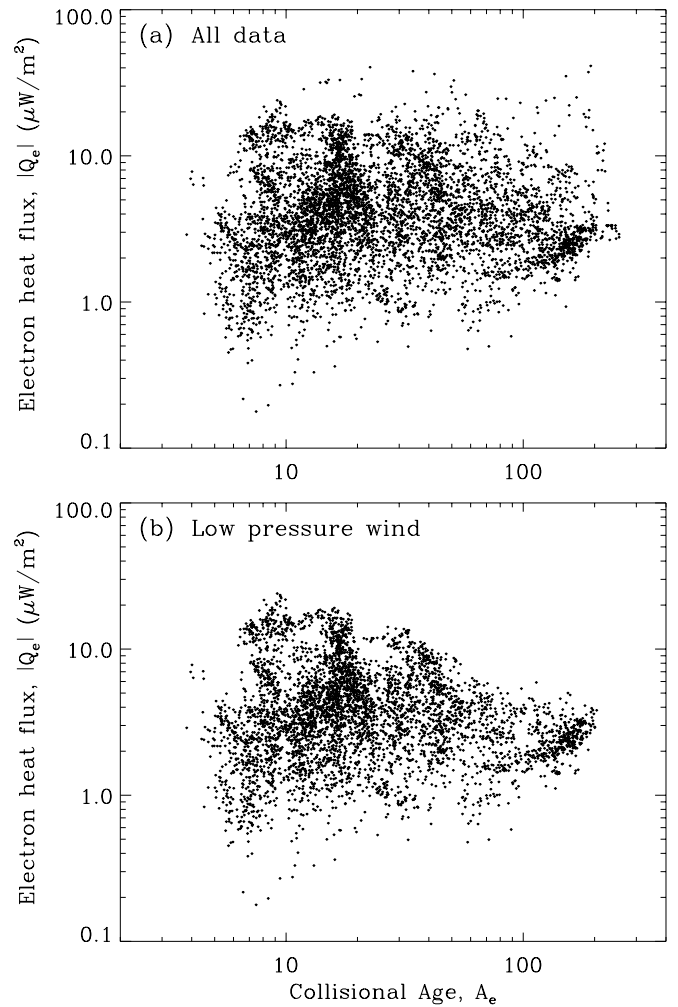 100.0
(a) All data
10.0
1.0
0.1
Electron heat flux, |Qe| (μW/m²)
10
100
100.0
(b) Low pressure wind
10.0
1.0
0.1
Electron heat flux, |Qe| (μW/m²)
10
100
Collisional Age, Ae